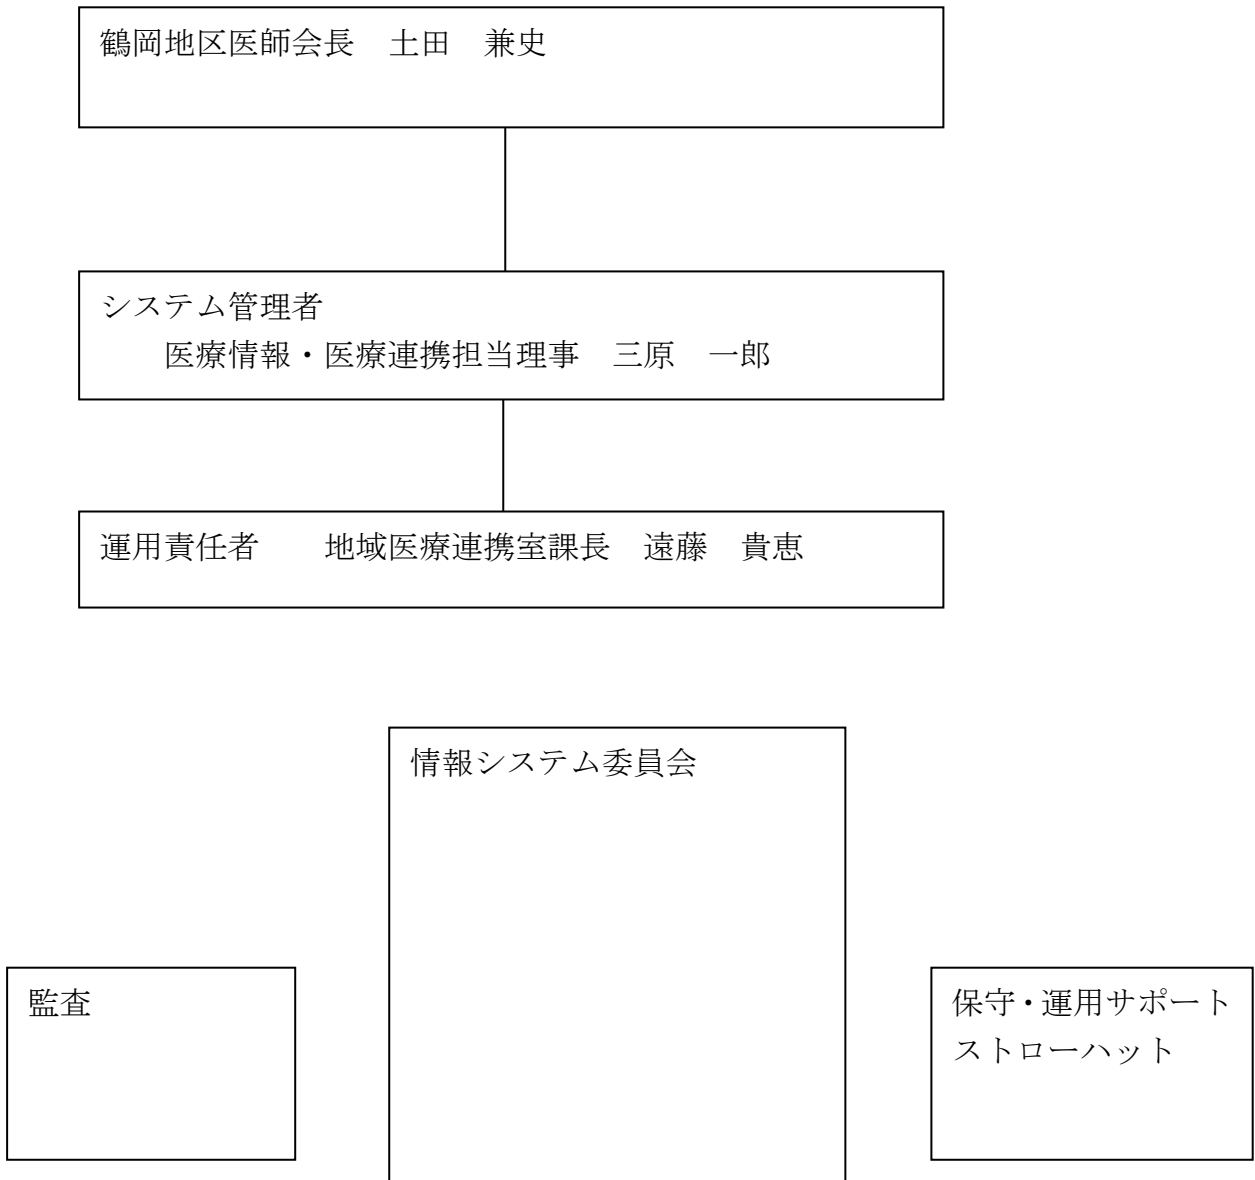 鶴岡地区医師会長　土田　兼史
システム管理者
医療情報・医療連携担当理事　三原　一郎
運用責任者　　地域医療連携室課長　遠藤　貴恵
情報システム委員会
監査
保守・運用サポート
ストローハット